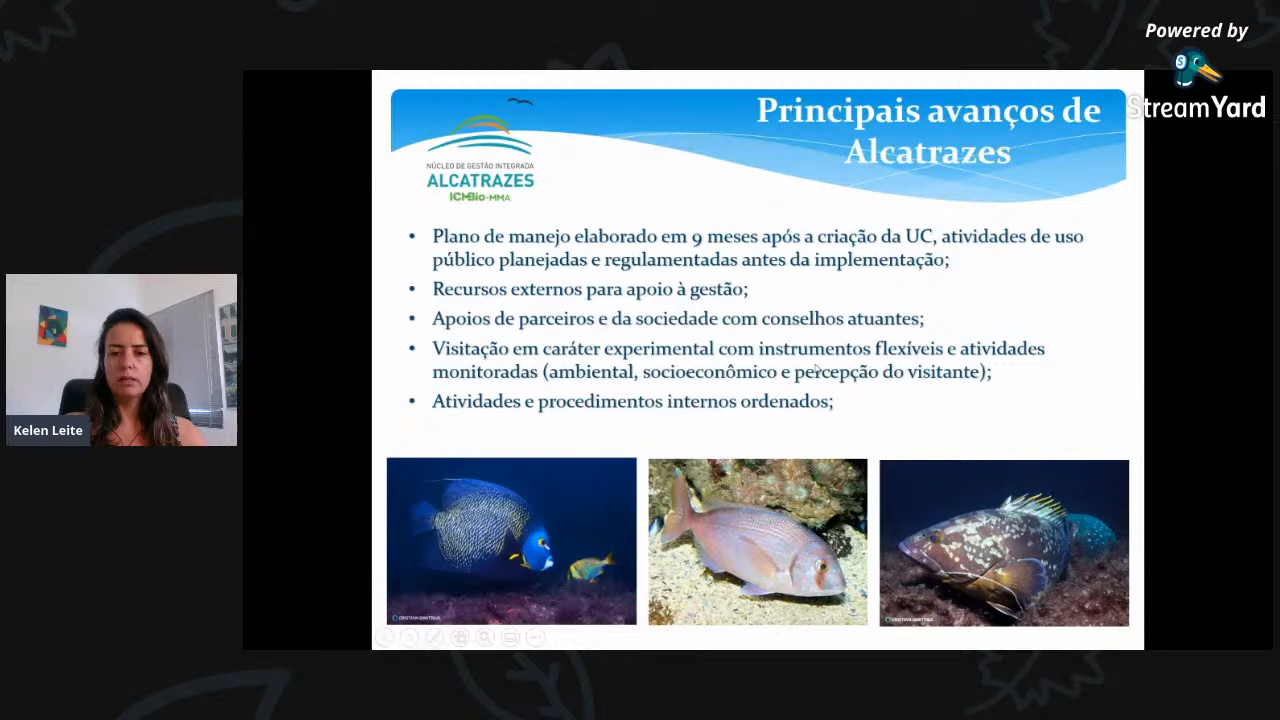 Powered by
StreamYard
Principais avanços de
Alcatrazes
NÚCLEO DE GESTÃO INTEGRADA
ALCATRAZES
ICMBio-MMA
• Plano de manejo elaborado em 9 meses após a criação da UC, atividades de uso
público planejadas e regulamentadas antes da implementação;
• Recursos externos para apoio à gestão;
• Apoios de parceiros e da sociedade com conselhos atuantes;
• Visitação em caráter experimental com instrumentos flexíveis e atividades
monitoradas (ambiental, socioeconômico e percepção do visitante);
• Atividades e procedimentos internos ordenados;
Kelen Leite